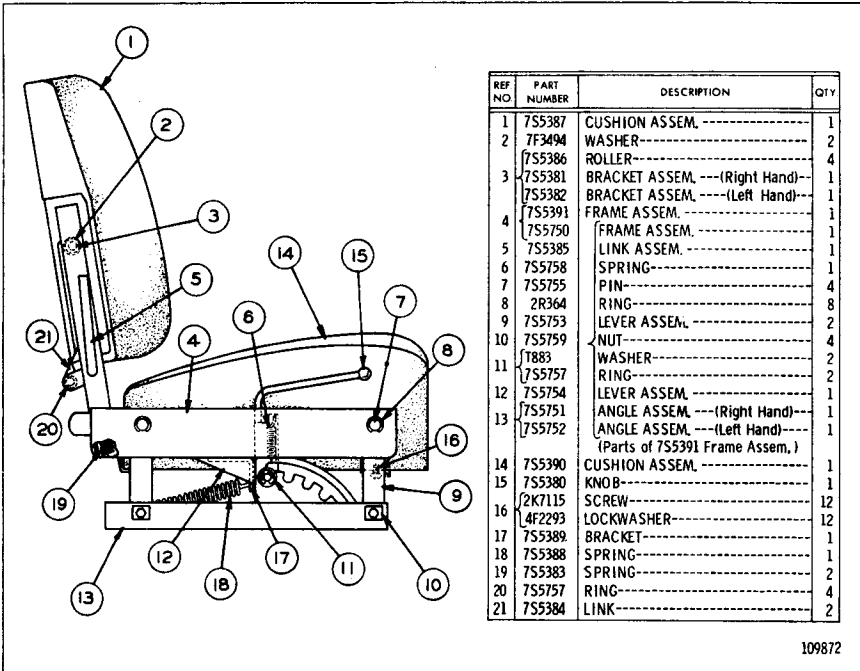 1
2
3
14
15
5
7
6
8
21
4
20
16
19
9
12
18
17
11
10
13
REF NO. PART NUMBER DESCRIPTION QTY
1 7S5387 CUSHION ASSEM. 1
2 7F3494 WASHER 2
3 7S5386 ROLLER 4
7S5381 BRACKET ASSEM. ---(Right Hand) 1
7S5382 BRACKET ASSEM. ---(Left Hand) 1
4 7S5391 FRAME ASSEM. 1
7S5750 FRAME ASSEM. 1
5 7S5385 LINK ASSEM. 1
6 7S5758 SPRING 1
7 7S5755 PIN 4
8 2R364 RING 8
9 7S5753 LEVER ASSEM. 2
10 7S5759 NUT 4
11 T883 WASHER 2
7S5757 RING 2
12 7S5754 LEVER ASSEM. 1
13 7S5751 ANGLE ASSEM. ---(Right Hand) 1
7S5752 ANGLE ASSEM. ---(Left Hand) 1
(Parts of 7S5391 Frame Assem.)
14 7S5390 CUSHION ASSEM. 1
15 7S5380 KNOB 1
16 2K7115 SCREW 12
4F2293 LOCKWASHER 12
17 7S5389 BRACKET 1
18 7S5388 SPRING 1
19 7S5383 SPRING 2
20 7S5757 RING 4
21 7S5384 LINK 2
109872